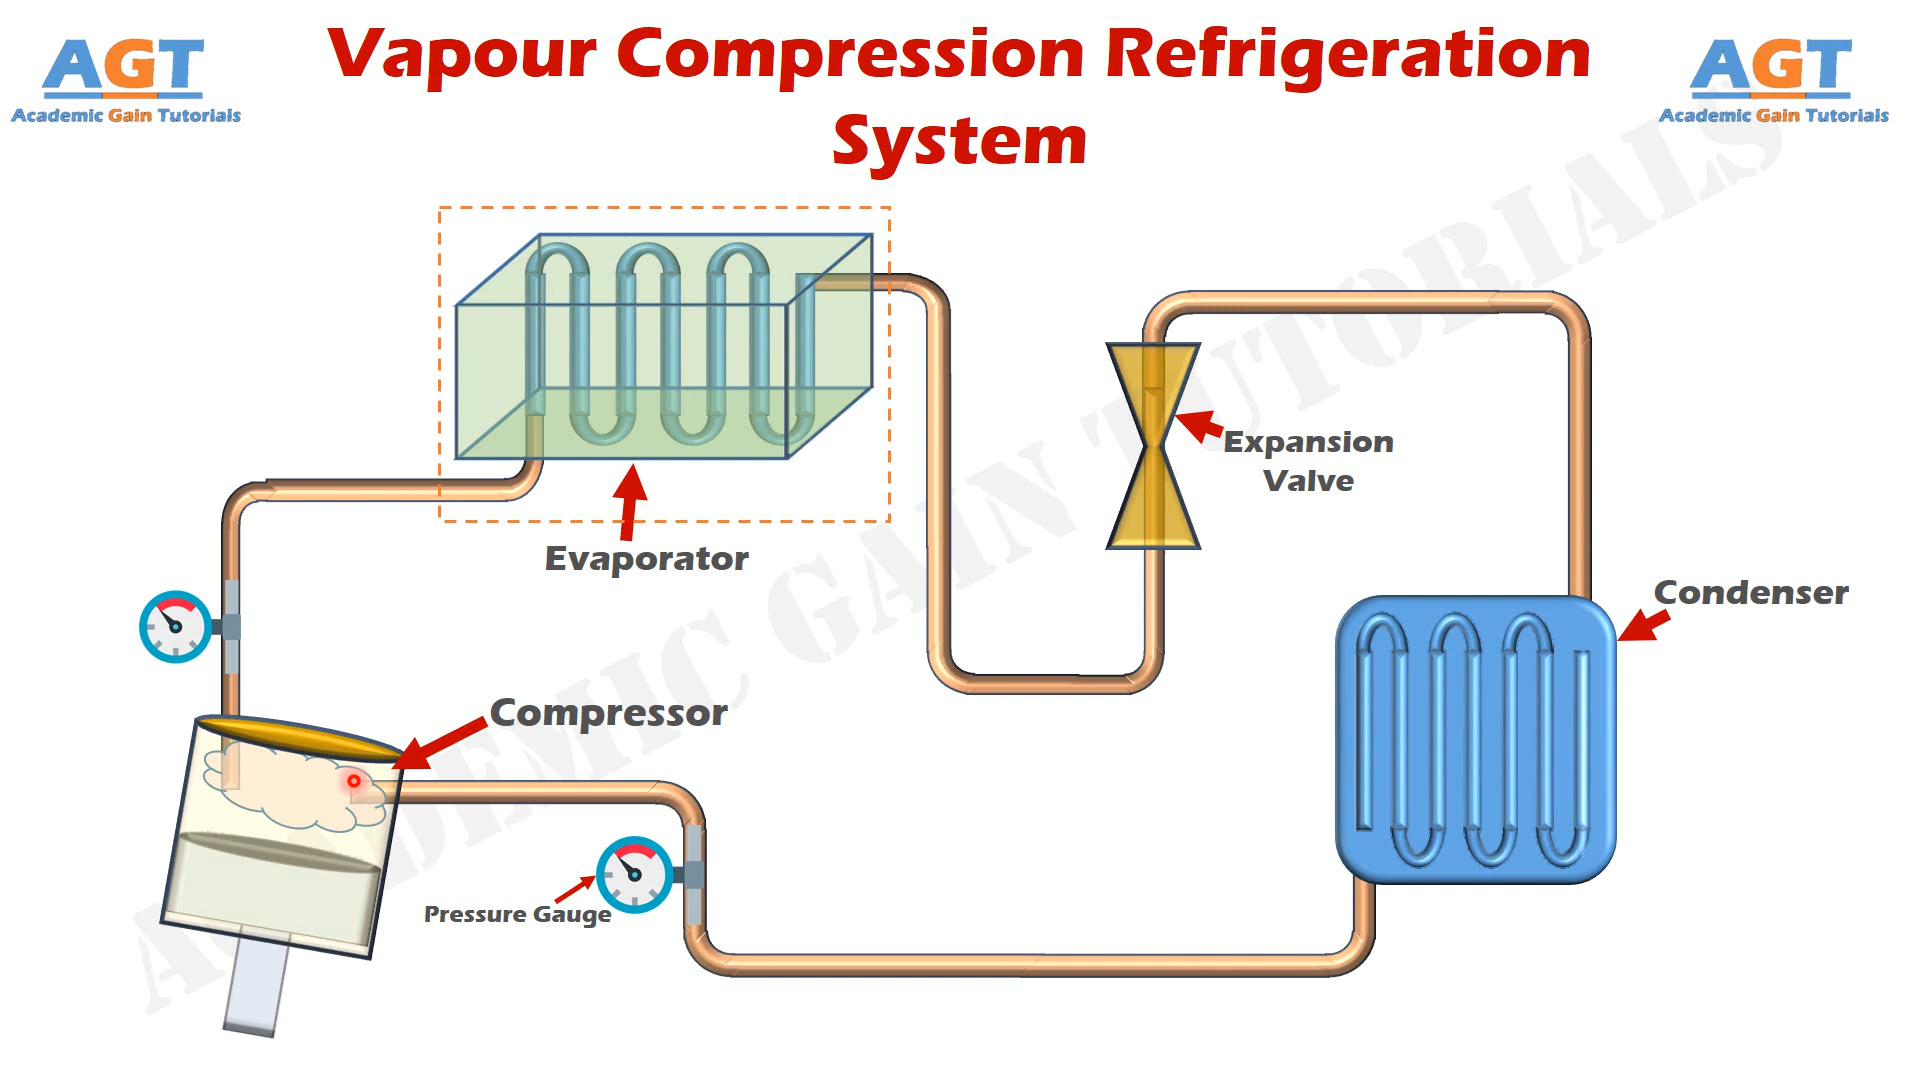 AGT
Academic Gain Tutorials
Vapour Compression Refrigeration
System
AGT
Academic Gain Tutorials
Expansion
Valve
Evaporator
Condenser
Compressor
Pressure Gauge
ACADEMIC GAIN TUTORIALS